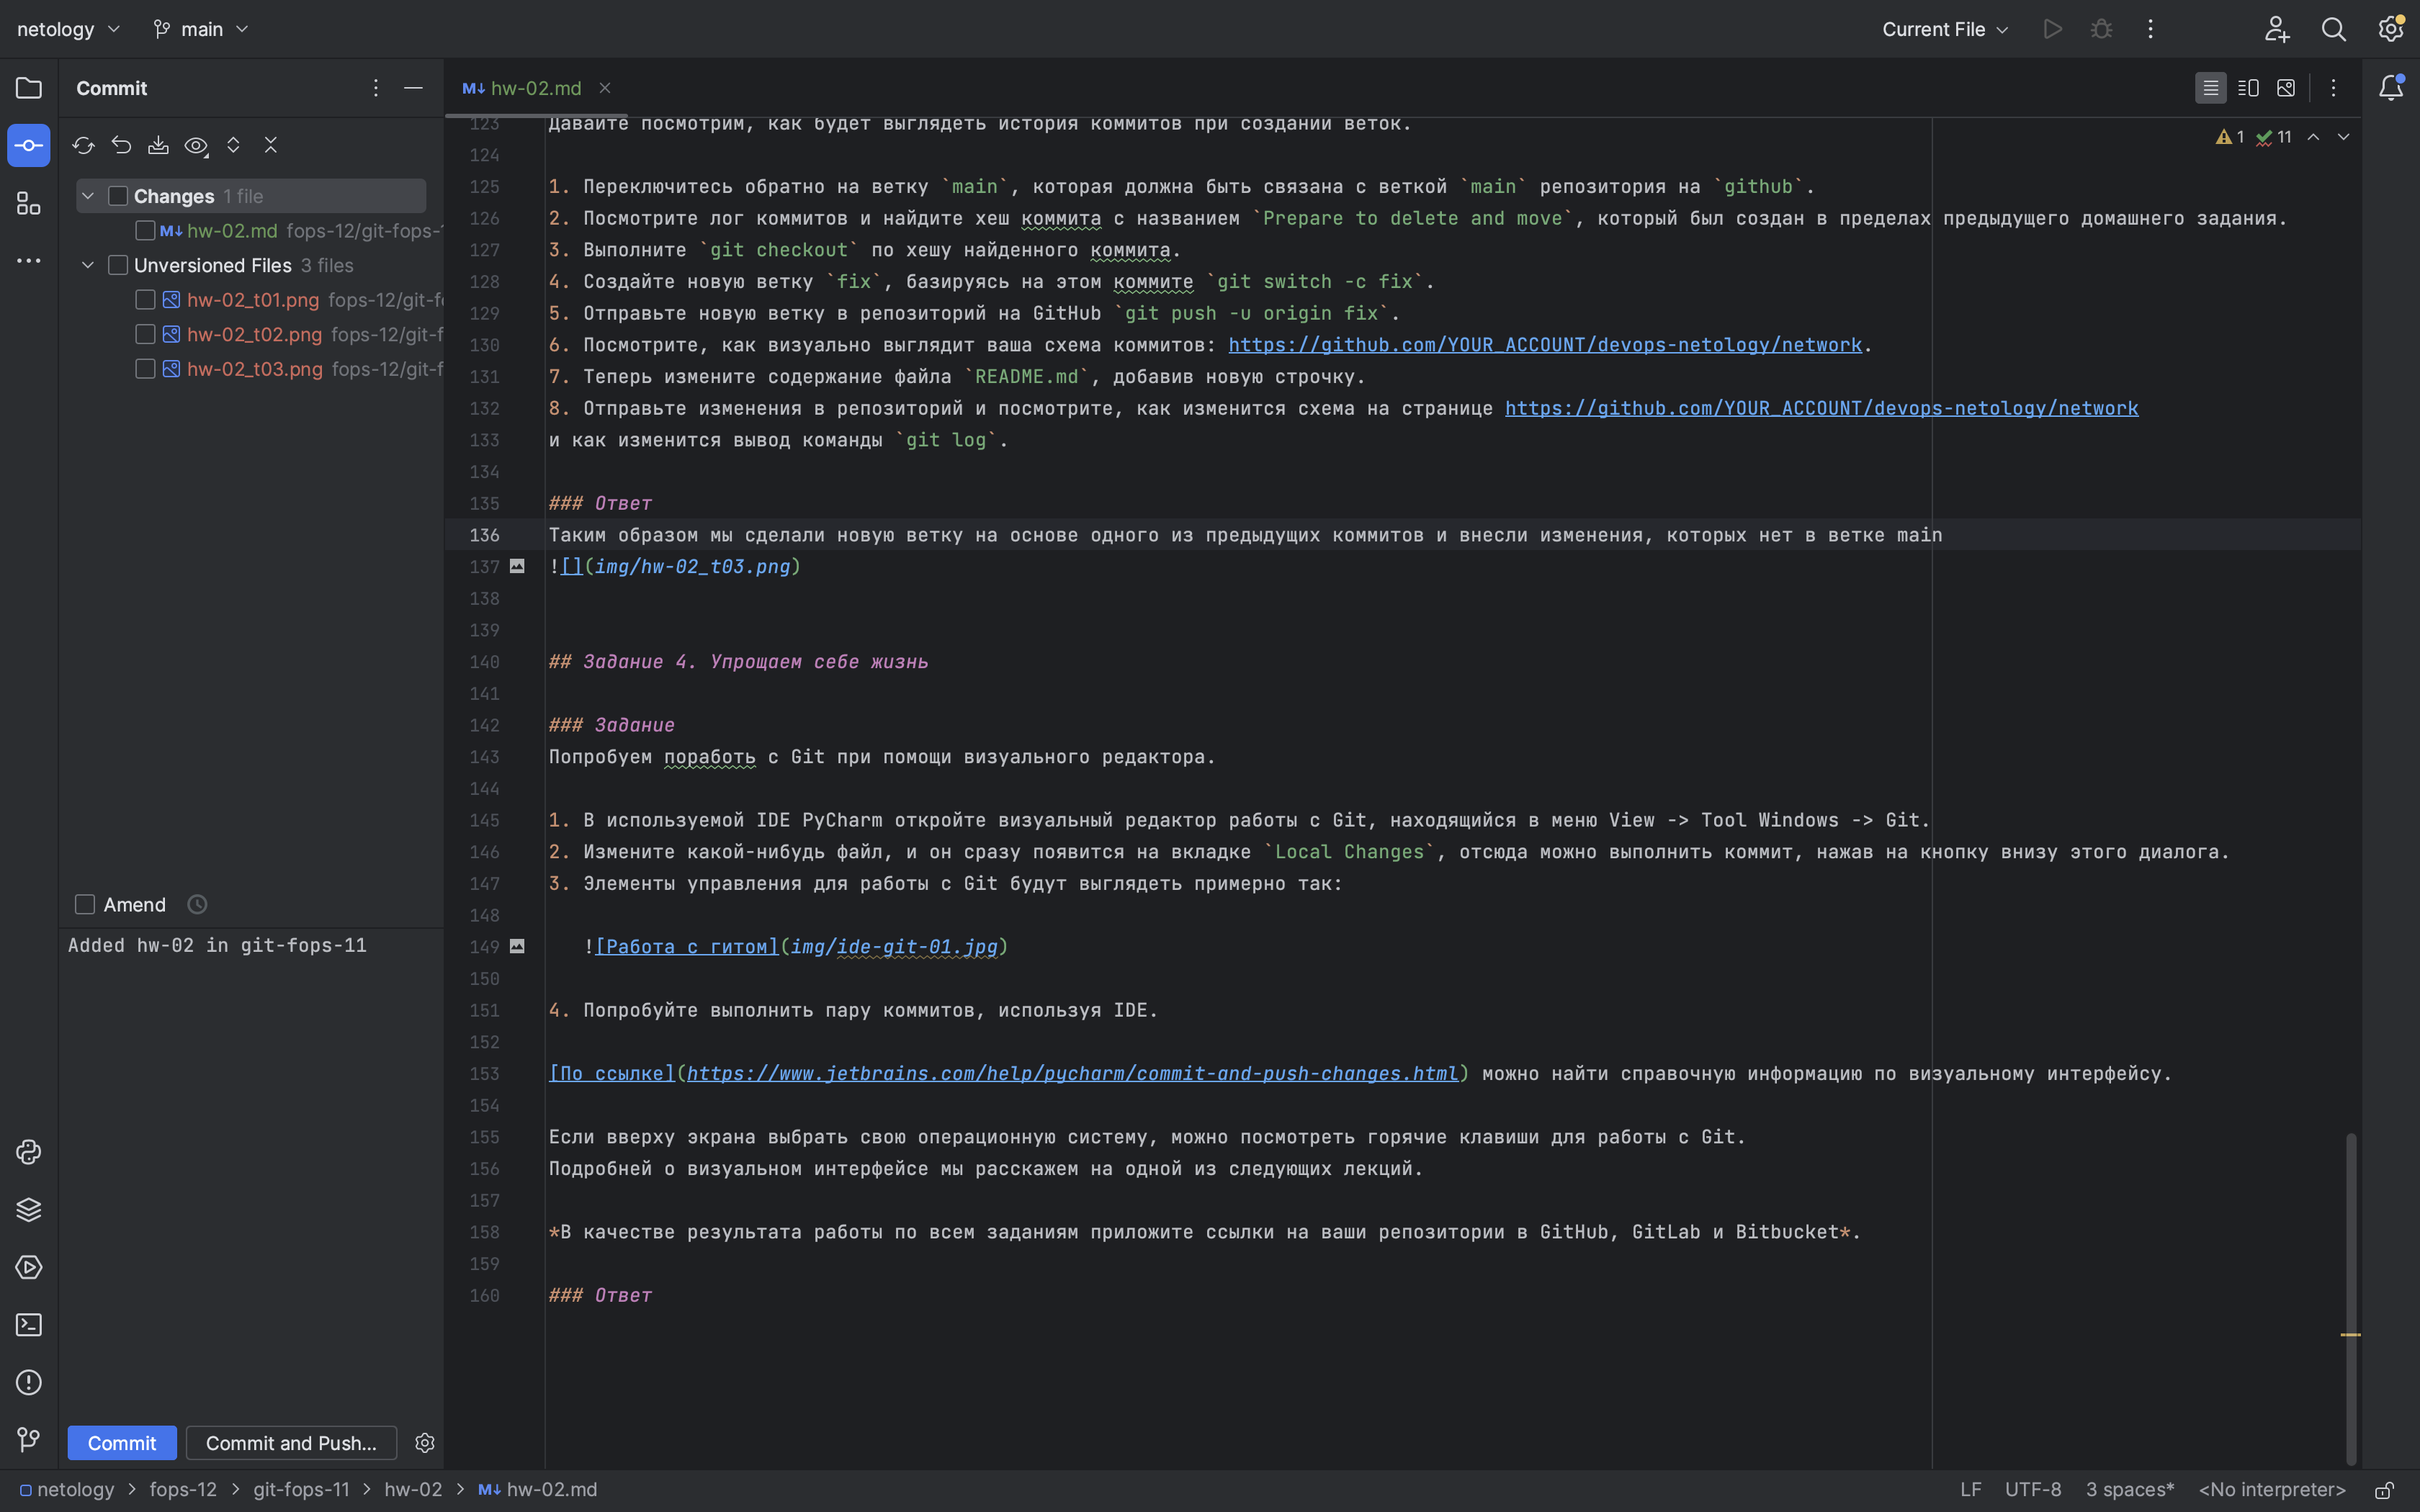 netology main Current File
Commit
hw-02.md
Changes 1 file
hw-02.md fops-12/git-fops-1
Unversioned Files 3 files
hw-02_t01.png fops-12/git-fo
hw-02_t02.png fops-12/git-f
hw-02_t03.png fops-12/git-f
Amend
Added hw-02 in git-fops-11
Commit Commit and Push...
1 11
123 Давайте посмотрим, как будет выглядеть история коммитов при создании веток.
124
125 1. Переключитесь обратно на ветку `main`, которая должна быть связана с веткой `main` репозитория на `github`.
126 2. Посмотрите лог коммитов и найдите хеш коммита с названием `Prepare to delete and move`, который был создан в пределах предыдущего домашнего задания.
127 3. Выполните `git checkout` по хешу найденного коммита.
128 4. Создайте новую ветку `fix`, базируясь на этом коммите `git switch -c fix`.
129 5. Отправьте новую ветку в репозиторий на GitHub `git push -u origin fix`.
130 6. Посмотрите, как визуально выглядит ваша схема коммитов: https://github.com/YOUR_ACCOUNT/devops-netology/network.
131 7. Теперь измените содержание файла `README.md`, добавив новую строчку.
132 8. Отправьте изменения в репозиторий и посмотрите, как изменится схема на странице https://github.com/YOUR_ACCOUNT/devops-netology/network
133 и как изменится вывод команды `git log`.
134
135 ### Ответ
136 Таким образом мы сделали новую ветку на основе одного из предыдущих коммитов и внесли изменения, которых нет в ветке main
137 ![](img/hw-02_t03.png)
138
139
140 ## Задание 4. Упрощаем себе жизнь
141
142 ### Задание
143 Попробуем поработь с Git при помощи визуального редактора.
144
145 1. В используемой IDE PyCharm откройте визуальный редактор работы с Git, находящийся в меню View -> Tool Windows -> Git.
146 2. Измените какой-нибудь файл, и он сразу появится на вкладке `Local Changes`, отсюда можно выполнить коммит, нажав на кнопку внизу этого диалога.
147 3. Элементы управления для работы с Git будут выглядеть примерно так:
148
149 ![Работа с гитом](img/ide-git-01.jpg)
150
151 4. Попробуйте выполнить пару коммитов, используя IDE.
152
153 [По ссылке](https://www.jetbrains.com/help/pycharm/commit-and-push-changes.html) можно найти справочную информацию по визуальному интерфейсу.
154
155 Если вверху экрана выбрать свою операционную систему, можно посмотреть горячие клавиши для работы с Git.
156 Подробней о визуальном интерфейсе мы расскажем на одной из следующих лекций.
157
158 *В качестве результата работы по всем заданиям приложите ссылки на ваши репозитории в GitHub, GitLab и Bitbucket*.
159
160 ### Ответ
netology > fops-12 > git-fops-11 > hw-02 > hw-02.md LF UTF-8 3 spaces* <No interpreter>